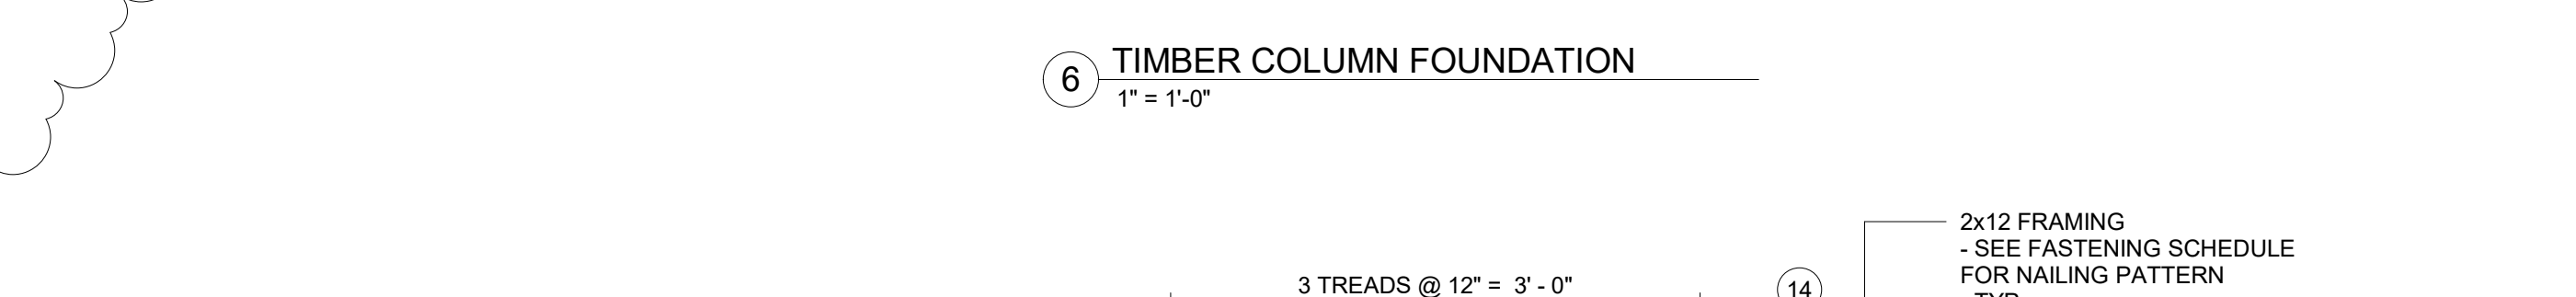 6 TIMBER COLUMN FOUNDATION
1" = 1'-0"
2x12 FRAMING
- SEE FASTENING SCHEDULE
FOR NAILING PATTERN
3 TREADS @ 12" = 3' - 0"
14
- TYP